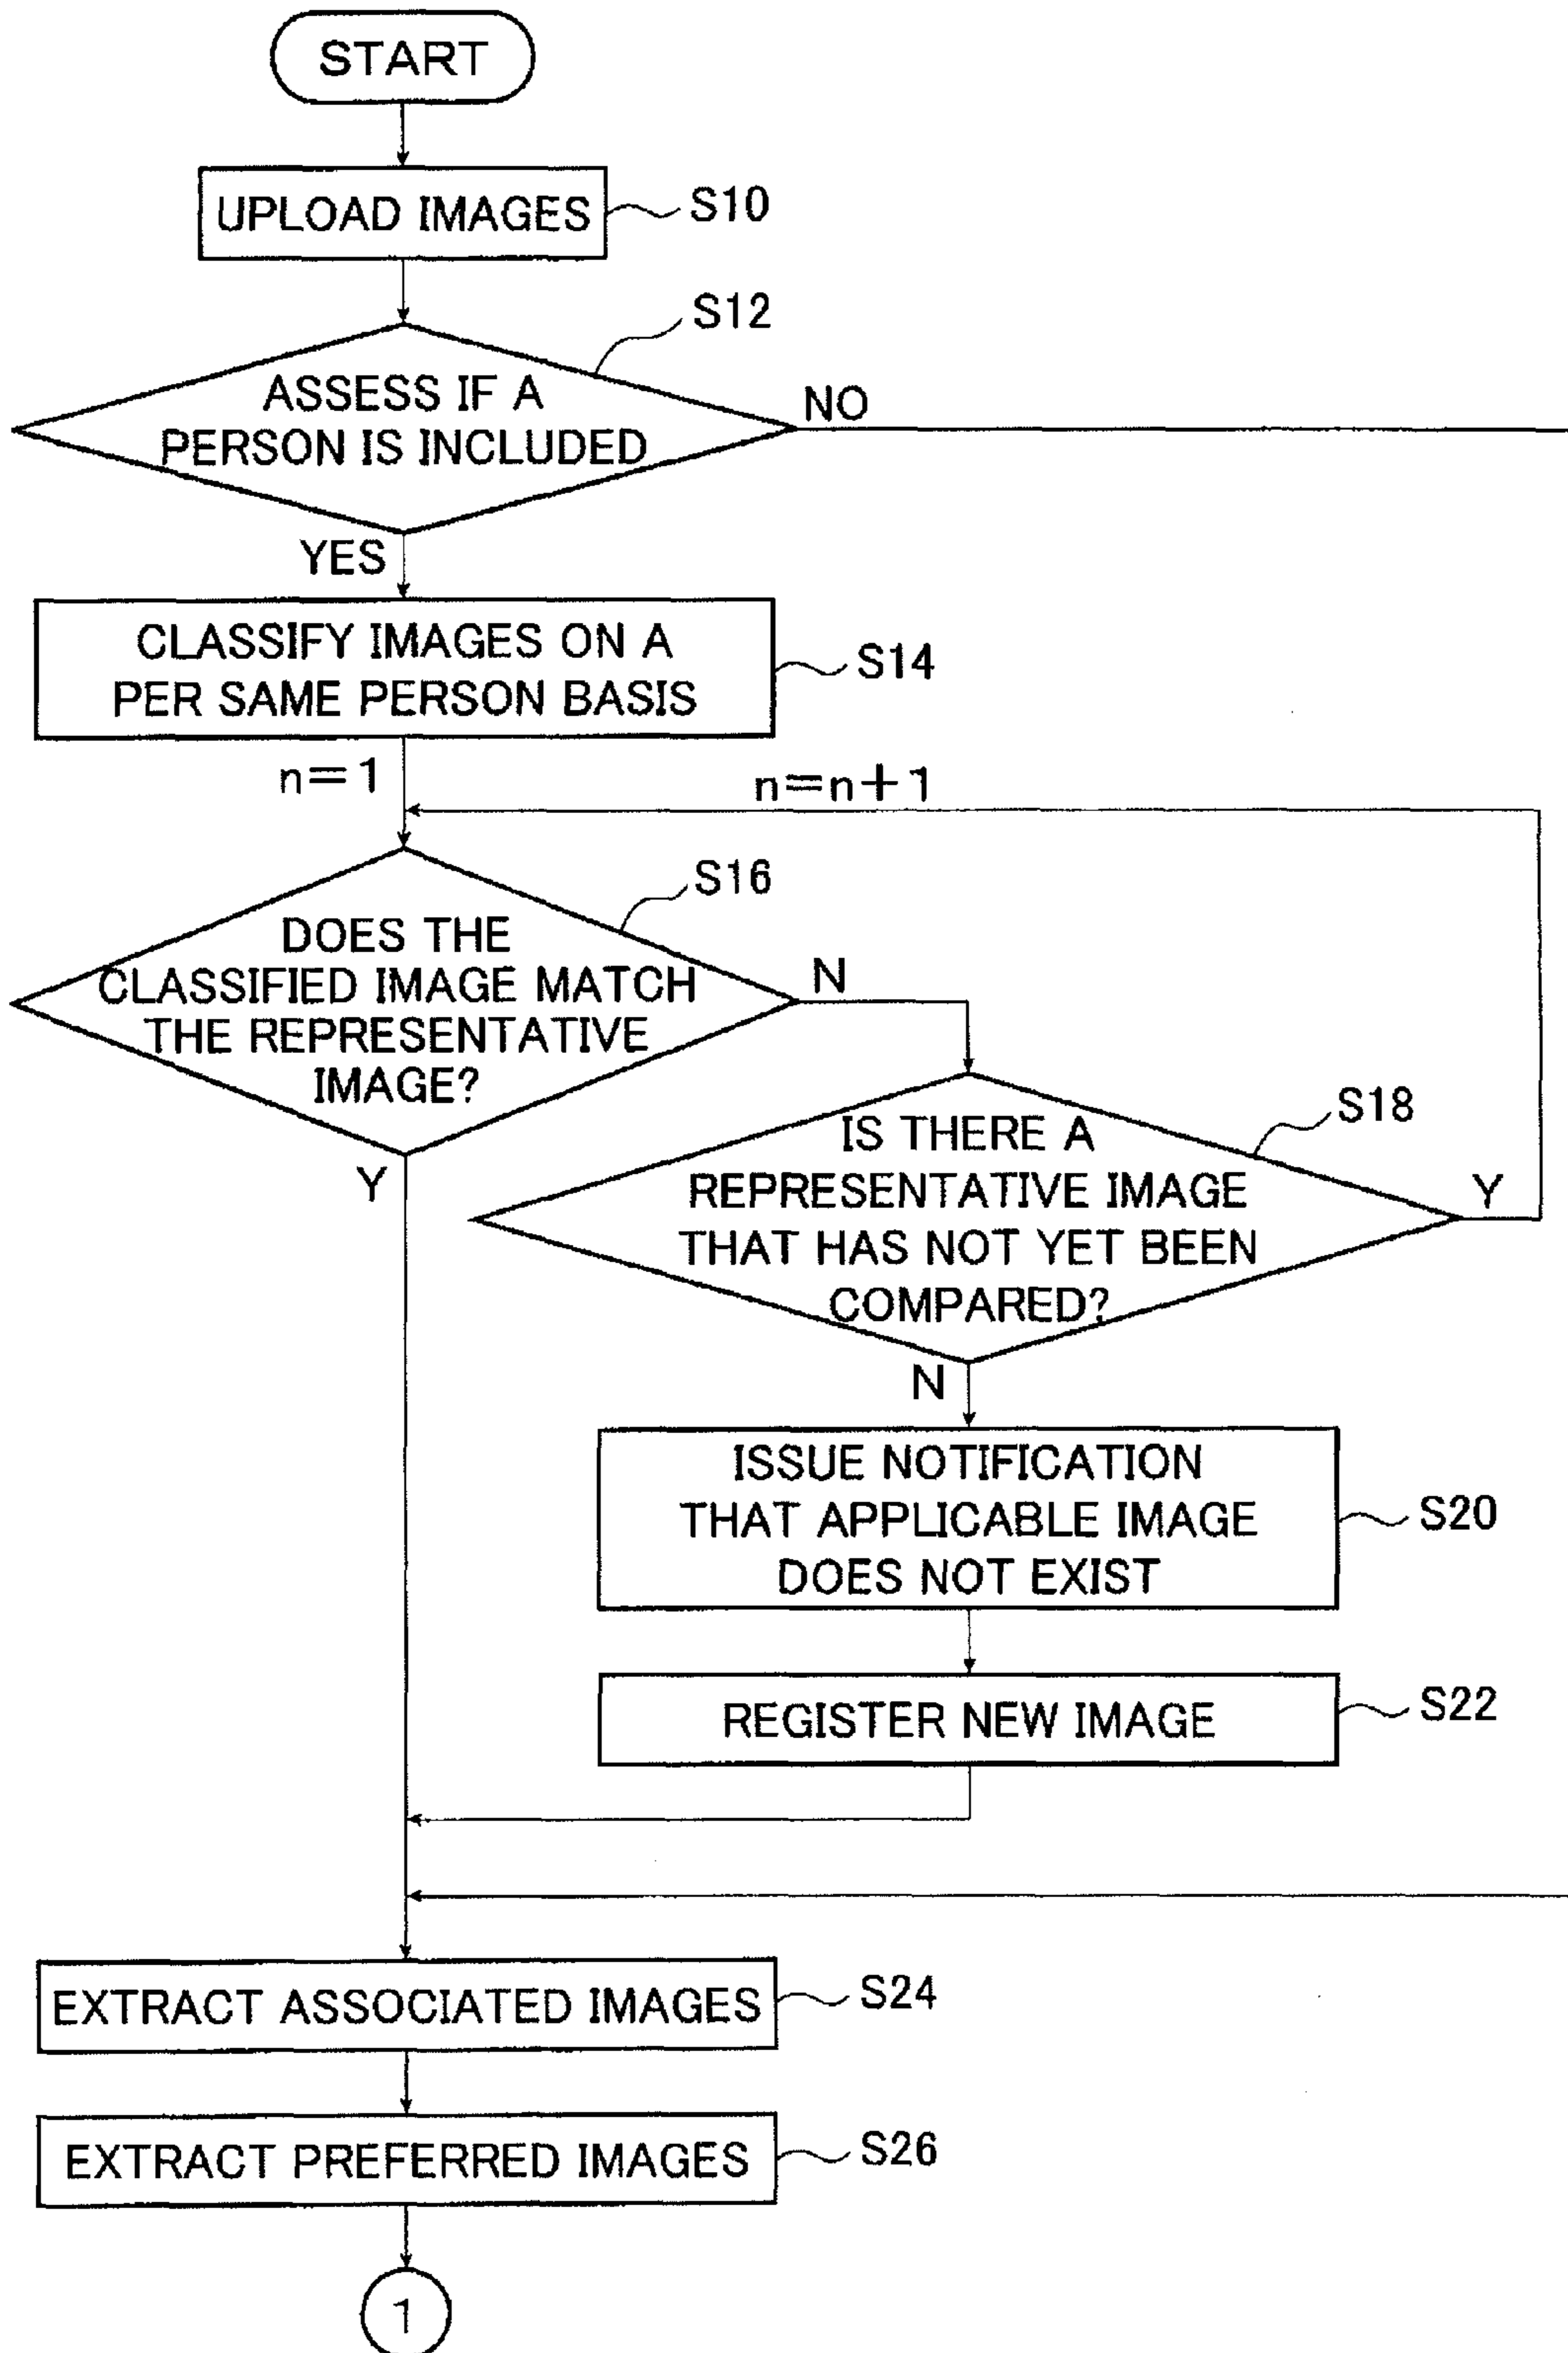 START
UPLOAD IMAGES
S10
S12
ASSESS IF A
PERSON IS INCLUDED
NO
YES
CLASSIFY IMAGES ON A
PER SAME PERSON BASIS
S14
n=1
n=n+1
S16
DOES THE
CLASSIFIED IMAGE MATCH
THE REPRESENTATIVE
IMAGE?
N
Y
S18
IS THERE A
REPRESENTATIVE IMAGE
THAT HAS NOT YET BEEN
COMPARED?
Y
N
ISSUE NOTIFICATION
THAT APPLICABLE IMAGE
DOES NOT EXIST
S20
REGISTER NEW IMAGE
S22
EXTRACT ASSOCIATED IMAGES
S24
EXTRACT PREFERRED IMAGES
S26
1